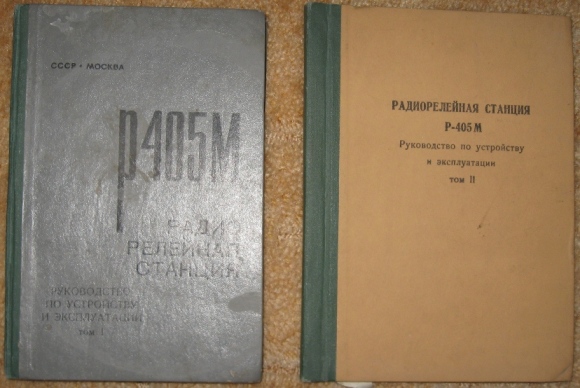 СССР • МОСКВА
Р405М
РАДИО
РЕЛЕЙНАЯ
СТАНЦИЯ
РУКОВОДСТВО
ПО УСТРОЙСТВУ
И ЭКСПЛУАТАЦИИ
ТОМ I
РАДИОРЕЛЕЙНАЯ СТАНЦИЯ
Р-405М
Руководство по устройству
и эксплуатации
том II